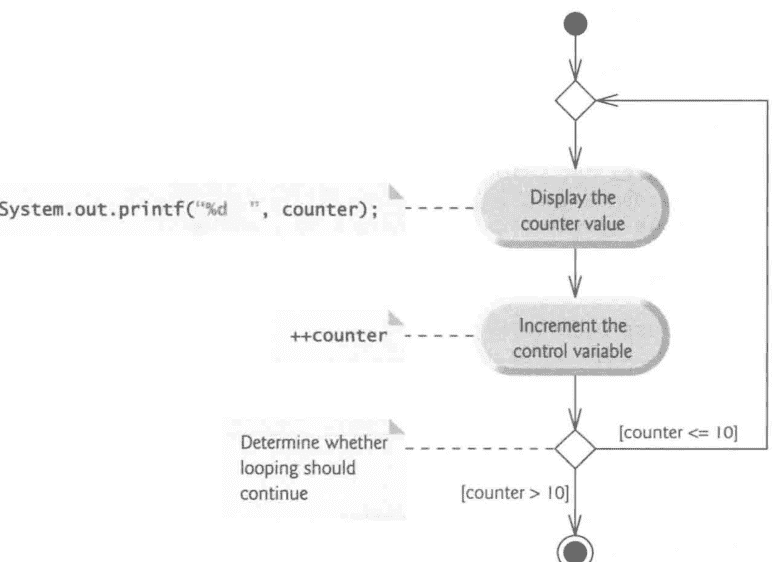 System.out.printf("%d  ", counter);
Display the
counter value
++counter
Increment the
control variable
Determine whether
looping should
continue
[counter <= 10]
[counter > 10]